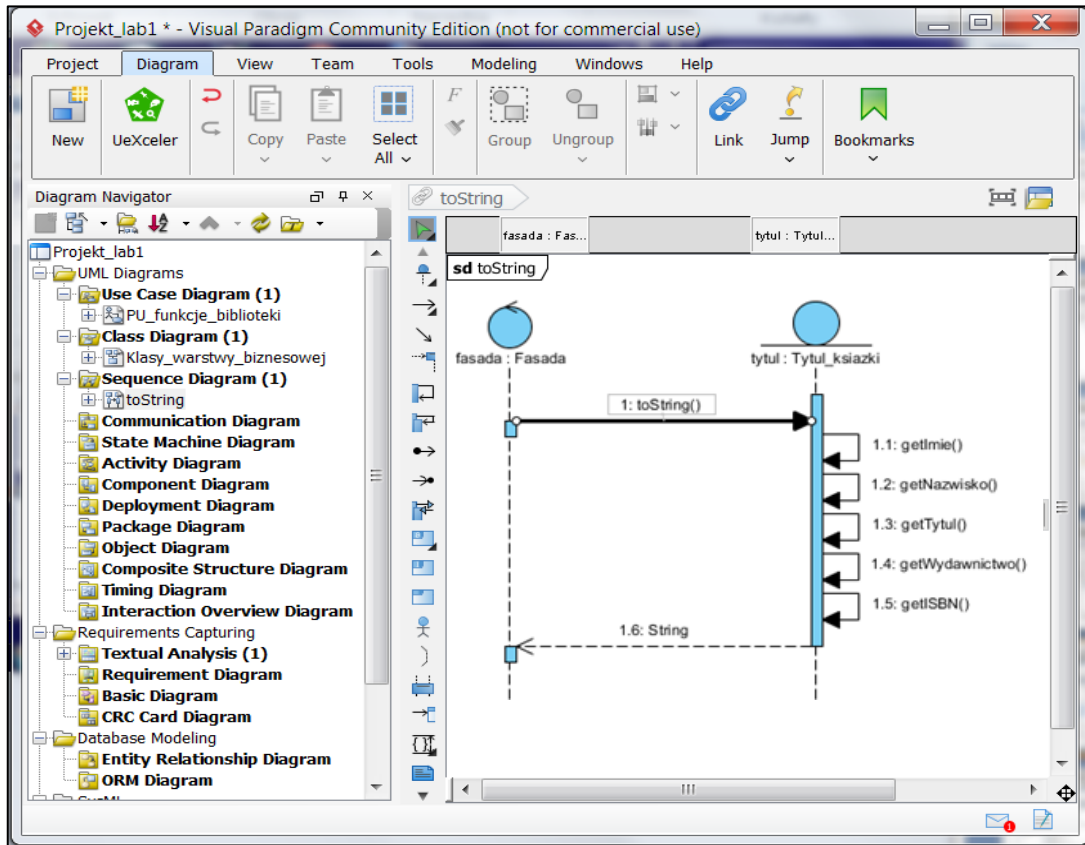 Projekt_lab1 * - Visual Paradigm Community Edition (not for commercial use)
Project Diagram View Team Tools Modeling Windows Help
New UeXceler Copy Paste Select All F Group Ungroup Link Jump Bookmarks
Diagram Navigator
toString
fasada : Fas... tytul : Tytul...
Projekt_lab1
UML Diagrams
Use Case Diagram (1)
PU_funkcje_biblioteki
Class Diagram (1)
Klasy_warstwy_biznesowej
Sequence Diagram (1)
toString
Communication Diagram
State Machine Diagram
Activity Diagram
Component Diagram
Deployment Diagram
Package Diagram
Object Diagram
Composite Structure Diagram
Timing Diagram
Interaction Overview Diagram
Requirements Capturing
Textual Analysis (1)
Requirement Diagram
Basic Diagram
CRC Card Diagram
Database Modeling
Entity Relationship Diagram
ORM Diagram
sd toString
fasada : Fasada
tytul : Tytul_ksiazki
1: toString()
1.1: getImie()
1.2: getNazwisko()
1.3: getTytul()
1.4: getWydawnictwo()
1.5: getISBN()
1.6: String
1